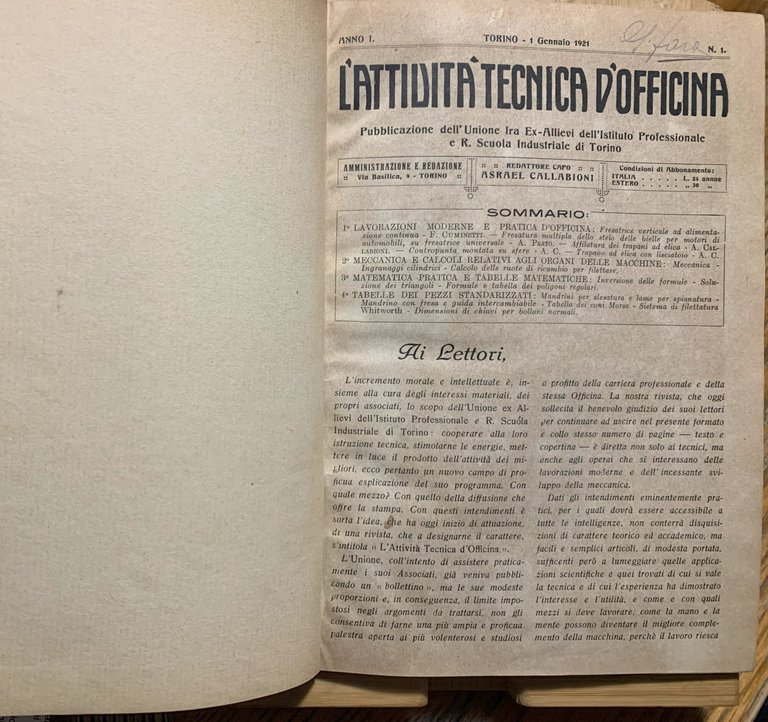 ANNO I.
TORINO - 1 Gennaio 1921
N. 1.
L'ATTIVITÀ TECNICA D'OFFICINA
Pubblicazione dell'Unione fra Ex-Allievi dell'Istituto Professionale
e R. Scuola Industriale di Torino
AMMINISTRAZIONE E REDAZIONE
:: Via Basilica, 9 - TORINO ::
:: :: REDATTORE CAPO :: ::
ASRAEL CALLABIONI
Condizioni di Abbonamento:
ITALIA . . . . . L. 24 annue
ESTERO . . . . . „ 30 „
SOMMARIO:
1º LAVORAZIONI MODERNE E PRATICA D'OFFICINA: Fresatrice verticale ad alimenta-
zione continua - F. CUMINETTI. — Fresatura multipla dello stelo delle bielle per motori di
automobili, su fresatrice universale - A. PRATO. — Affilatura dei trapani ad elica - A. CAL-
LABIONI. — Contropunta montata su sfere - A. C. — Trapano ad elica con lisciatoio - A. C.
2º MECCANICA E CALCOLI RELATIVI AGLI ORGANI DELLE MACCHINE: Meccanica -
Ingranaggi cilindrici - Calcolo delle ruote di ricambio per filettare.
3º MATEMATICA PRATICA E TABELLE MATEMATICHE: Inversione delle formule - Solu-
zione dei triangoli - Formule e tabella dei poligoni regolari.
4º TABELLE DEI PEZZI STANDARIZZATI: Mandrini per alesatura e lame per spianatura -
Mandrino con fresa e guida intercambiabile - Tabella dei coni Morse - Sistema di filettatura
Whitworth - Dimensioni di chiavi per bolloni normali.
Ai Lettori,
L'incremento morale e intellettuale è, in-
sieme alla cura degli interessi materiali, dei
propri associati, lo scopo dell'Unione ex Al-
lievi dell'Istituto Professionale e R. Scuola
Industriale di Torino: cooperare alla loro
istruzione tecnica, stimolarne le energie, met-
tere in luce il prodotto dell'attività dei mi-
gliori, ecco pertanto un nuovo campo di pro-
ficua esplicazione del suo programma. Con
quale mezzo? Con quello della diffusione che
offre la stampa. Con questi intendimenti è
sorta l'idea, che ha oggi inizio di attuazione,
di una rivista, che a designarne il carattere,
s'intitola « L'Attività Tecnica d'Officina».
L'Unione, coll'intento di assistere pratica-
mente i suoi Associati, già veniva pubbli-
cando un « bollettino », ma le sue modeste
proporzioni e, in conseguenza, il limite impo-
stosi negli argomenti da trattarsi, non gli
consentiva di farne una più ampia e proficua
palestra aperta ai più volenterosi e studiosi
a profitto della carriera professionale e della
stessa Officina. La nostra rivista, che oggi
sollecita il benevolo giudizio dei suoi lettori
per continuare ad uscire nel presente formato
e collo stesso numero di pagine — testo e
copertina — è diretta non solo ai tecnici, ma
anche agli operai che si interessano delle
lavorazioni moderne e dell'incessante svi-
luppo della meccanica.
Dati gli intendimenti eminentemente pra-
tici, per i quali dovrà essere accessibile a
tutte le intelligenze, non conterrà disquisi-
zioni di carattere teorico ed accademico, ma
facili e semplici articoli, di modesta portata,
sufficenti però a lumeggiare quelle applica-
zioni scientifiche e quei trovati di cui si vale
la tecnica e di cui l'esperienza ha dimostrato
l'interesse e l'utilità, e come e con quali
mezzi si deve lavorare, come la mano e la
mente possono diventare il migliore comple-
mento della macchina, perchè il lavoro riesca